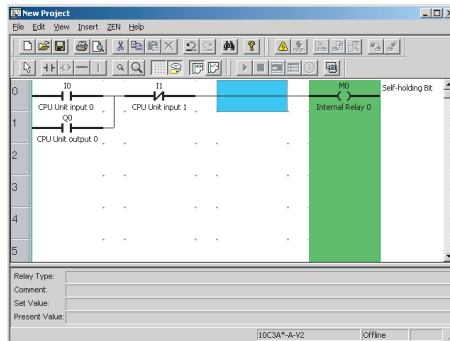 New Project
File Edit View Insert ZEN Help
0
I0
I1
M0
Self-holding Bit
CPU Unit input 0
CPU Unit input 1
Internal Relay 0
1
Q0
CPU Unit output 0
2
3
4
5
Relay Type:
Comment:
Set Value:
Present Value:
10C3A*-A-V2
Offline